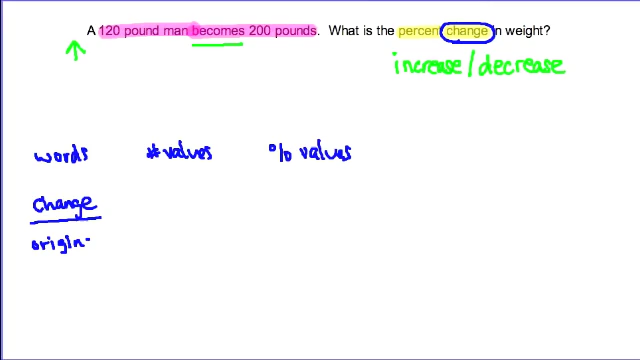 A 120 pound man becomes 200 pounds. What is the percent change in weight?
increase/decrease
words # values % values
change
origin